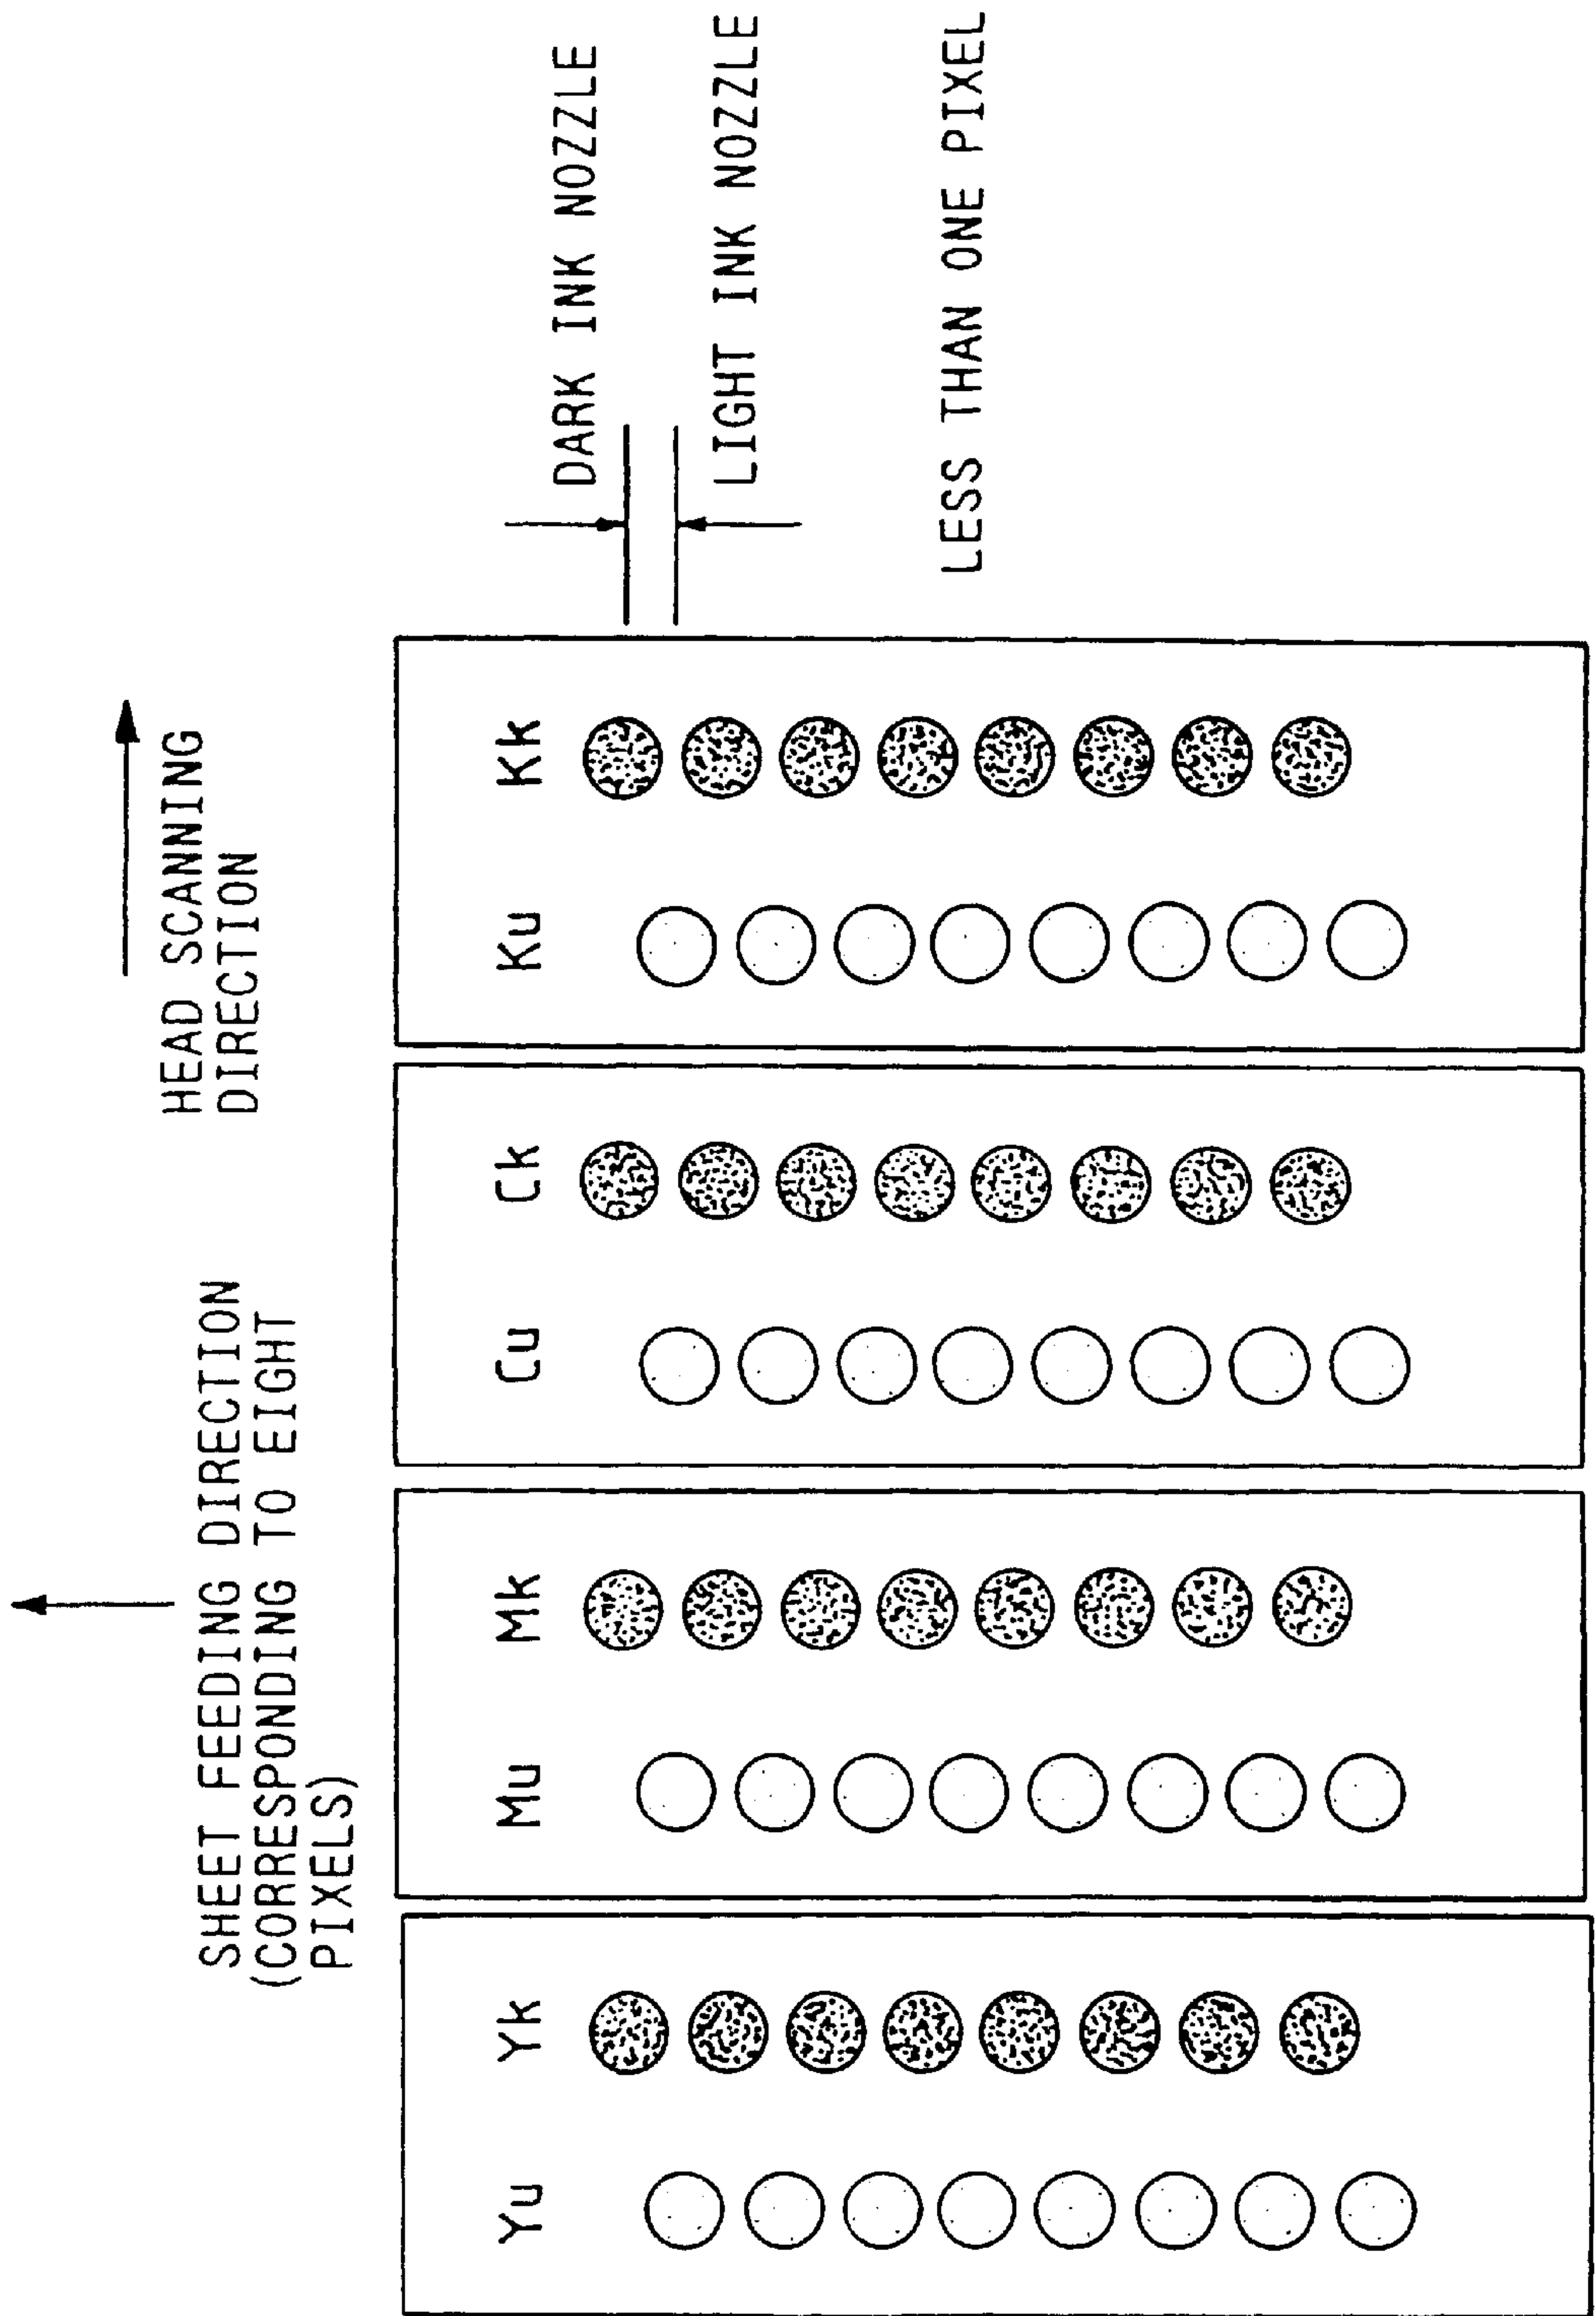 SHEET FEEDING DIRECTION
(CORRESPONDING TO EIGHT
PIXELS)
HEAD SCANNING
DIRECTION
Yu Yk Mu Mk Cu Ck Ku Kk
DARK INK NOZZLE
LIGHT INK NOZZLE
LESS THAN ONE PIXEL